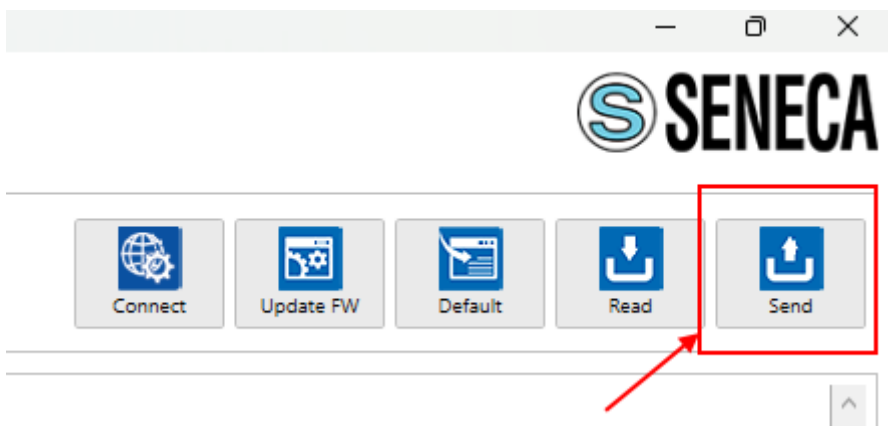 SENECA
Connect
Update FW
Default
Read
Send